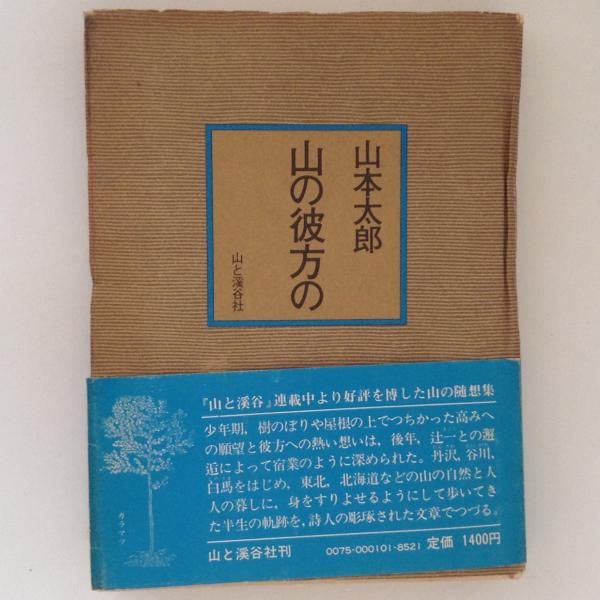 山本太郎
山の彼方の
山と溪谷社
『山と溪谷』連載中より好評を博した山の随想集
少年期，樹のぼりや屋根の上でつちかった高みへ
の願望と彼方への熱い想いは，後年，辻一との邂
逅によって宿業のように深められた。丹沢，谷川，
白馬をはじめ，東北，北海道などの山の自然と人
人の暮しに，身をすりよせるようにして歩いてき
た半生の軌跡を，詩人の彫琢された文章でつづる。
カラマツ
山と溪谷社刊 0075-000101-8521 定価 1400円